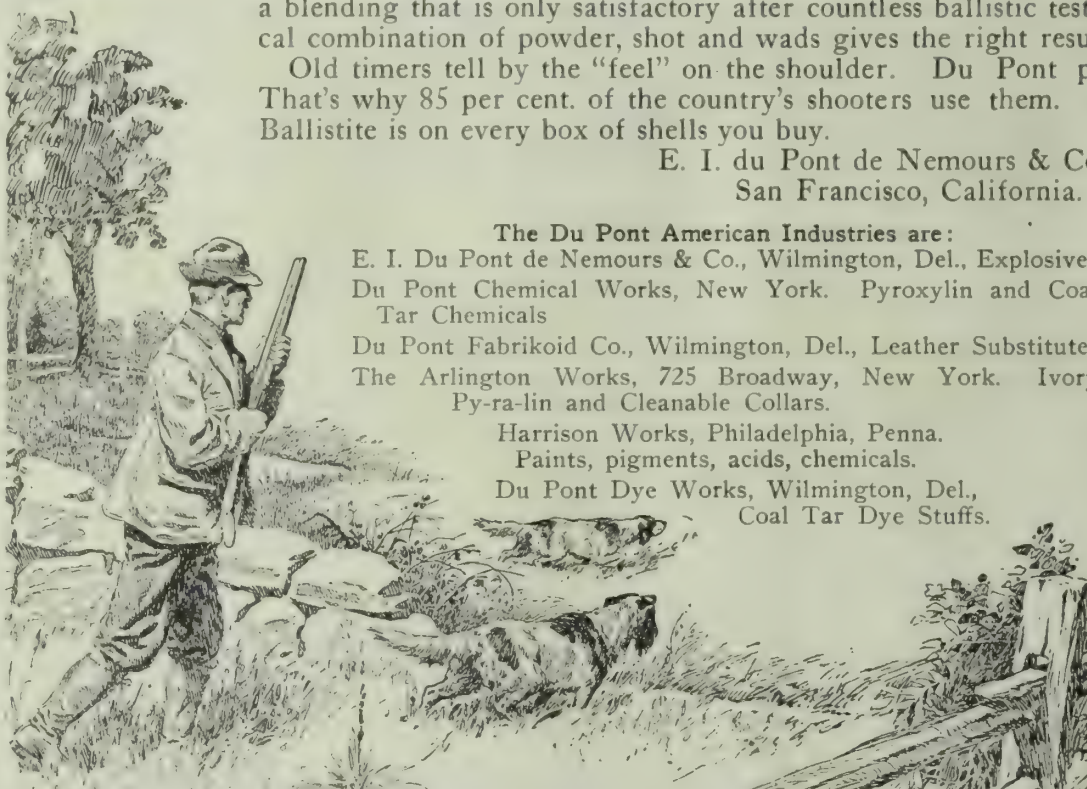 a blending that is only satisfactory after countless ballistic test
cal combination of powder, shot and wads gives the right resu
Old timers tell by the “feel” on the shoulder. Du Pont p
That's why 85 per cent. of the country's shooters use them.
Ballistite is on every box of shells you buy.
E. I. du Pont de Nemours & Co
San Francisco, California.
The Du Pont American Industries are:
E. I. Du Pont de Nemours & Co., Wilmington, Del., Explosive
Du Pont Chemical Works, New York. Pyroxylin and Coa
Tar Chemicals
Du Pont Fabrikoid Co., Wilmington, Del., Leather Substitute
The Arlington Works, 725 Broadway, New York. Ivory
Py-ra-lin and Cleanable Collars.
Harrison Works, Philadelphia, Penna.
Paints, pigments, acids, chemicals.
Du Pont Dye Works, Wilmington, Del.,
Coal Tar Dye Stuffs.